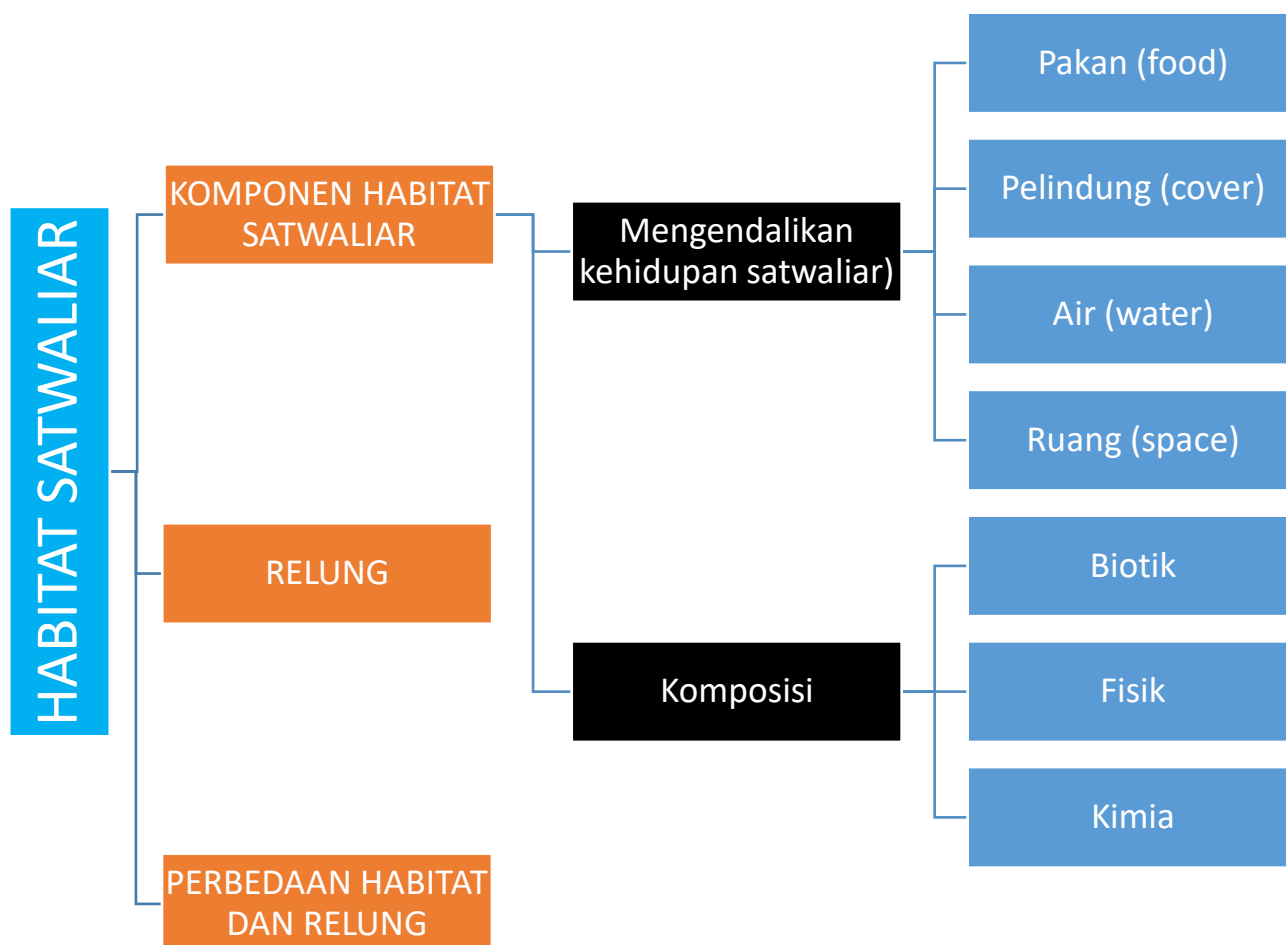 HABITAT SATWALIAR
KOMPONEN HABITAT
SATWALIAR
Mengendalikan
kehidupan satwaliar)
Pakan (food)
Pelindung (cover)
Air (water)
Ruang (space)
Komposisi
Biotik
Fisik
Kimia
RELUNG
PERBEDAAN HABITAT
DAN RELUNG